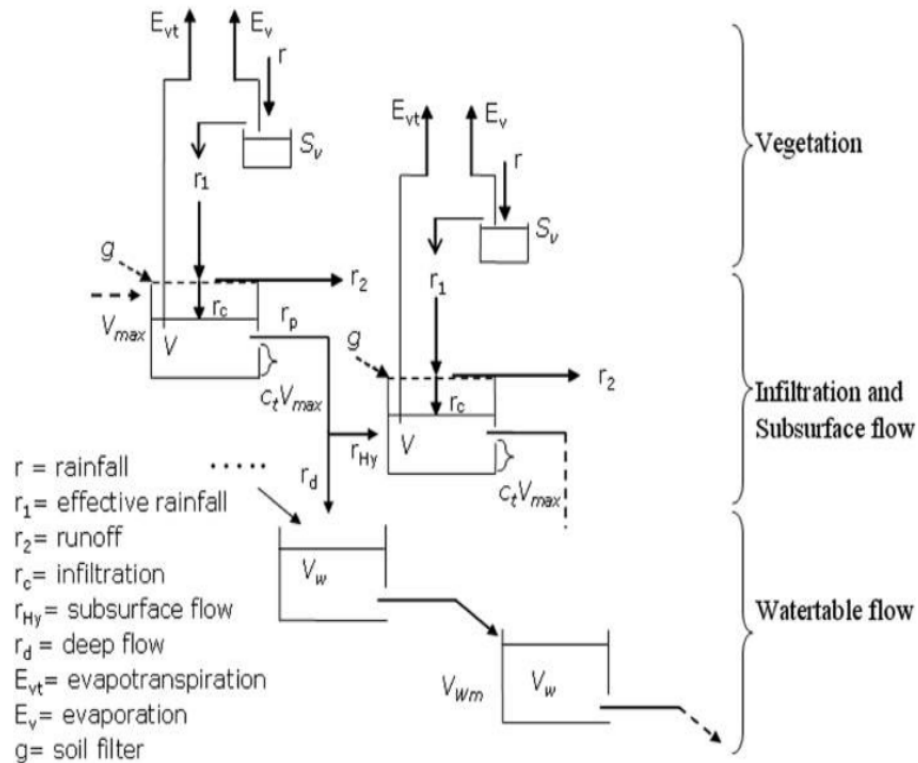 E_vt E_v
r
S_v
r_1
g
r_2
r_c
r_p
V_max
V
c_tV_max
r_Hy
r_d
E_vt E_v
r
S_v
r_1
g
r_2
r_c
V
c_tV_max
Vegetation
Infiltration and
Subsurface flow
Watertable flow
r = rainfall
r_1= effective rainfall
r_2= runoff
r_c= infiltration
r_Hy= subsurface flow
r_d= deep flow
E_vt= evapotranspiration
E_v= evaporation
g= soil filter
V_w
V_Wm
V_w